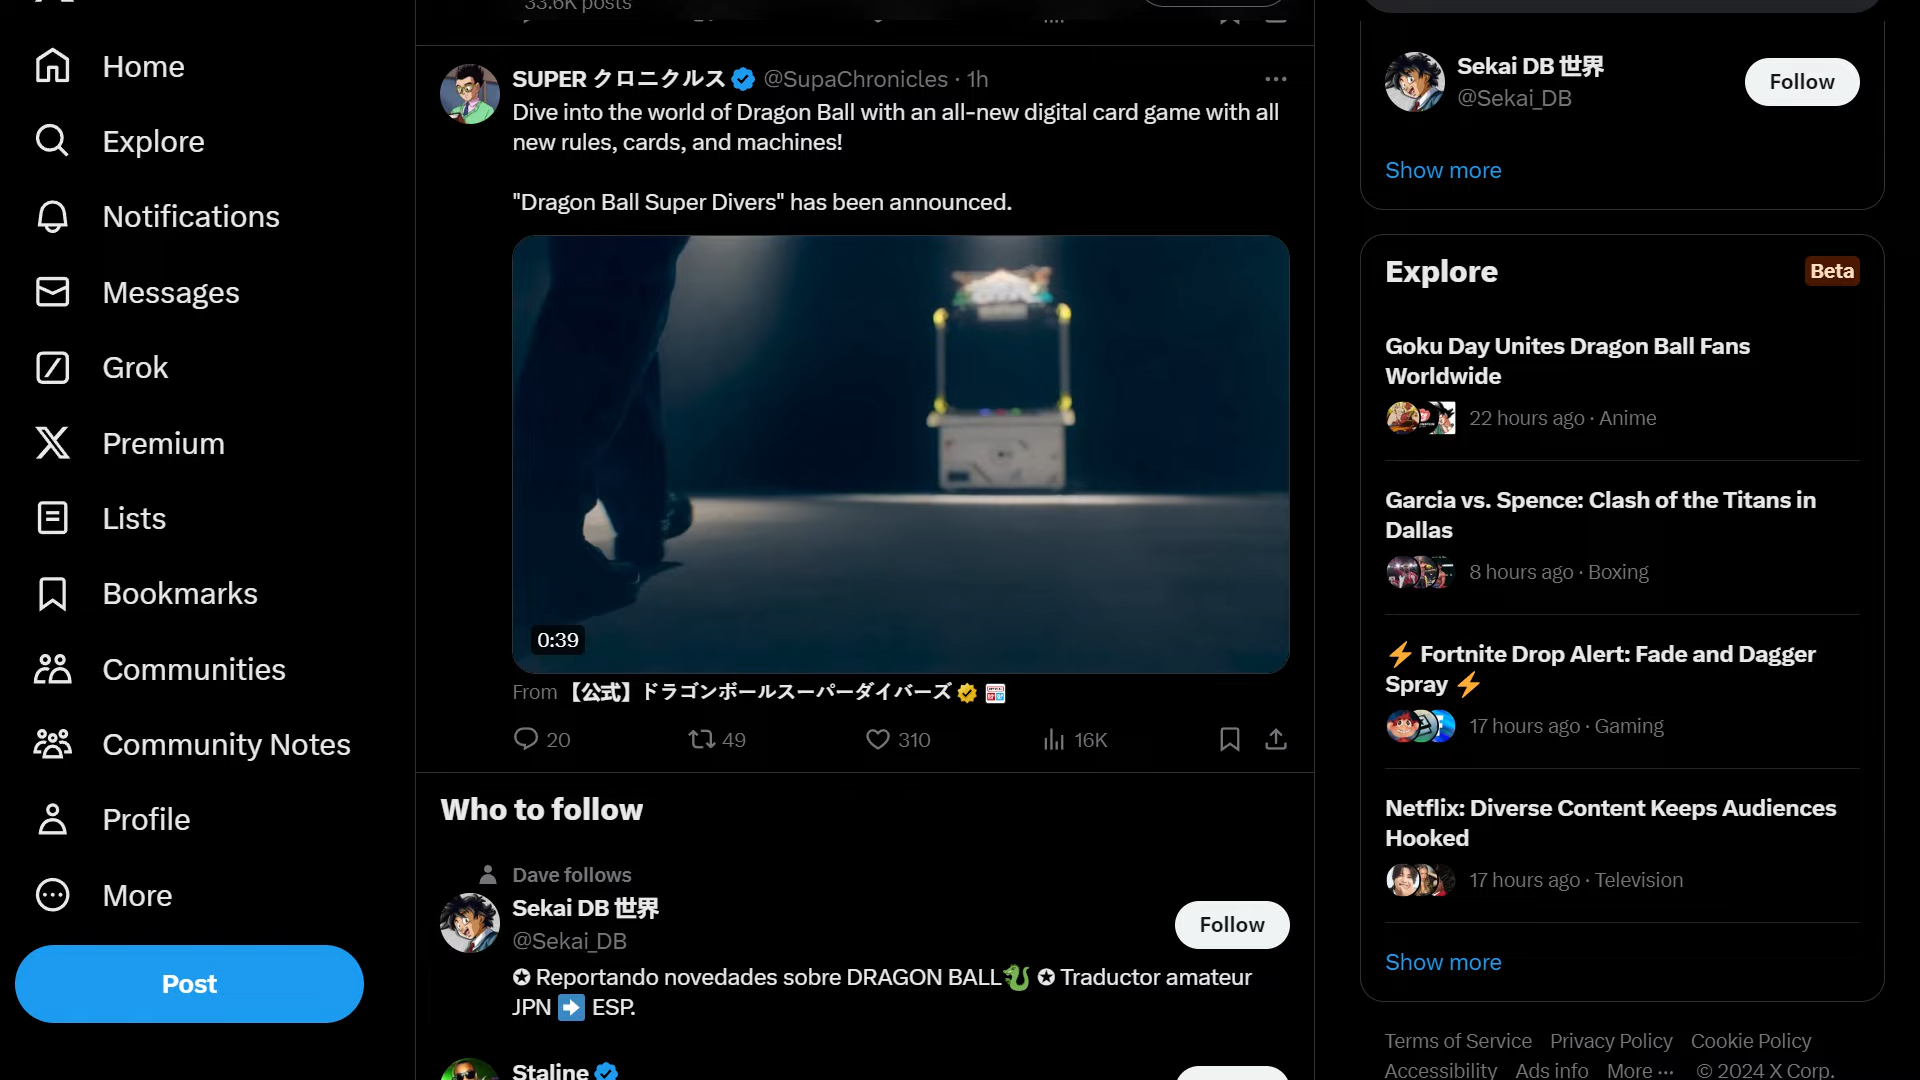 33.6K posts
Home
Explore
Notifications
Messages
Grok
Premium
Lists
Bookmarks
Communities
Community Notes
Profile
More
Post
SUPER クロニクルス @SupaChronicles · 1h
Dive into the world of Dragon Ball with an all-new digital card game with all
new rules, cards, and machines!
"Dragon Ball Super Divers" has been announced.
0:39
From 【公式】ドラゴンボールスーパーダイバーズ
20 49 310 16K
Who to follow
Dave follows
Sekai DB 世界
@Sekai_DB
Follow
✪ Reportando novedades sobre DRAGON BALL🐉 ✪ Traductor amateur
JPN ➡️ ESP.
Staline
Sekai DB 世界
@Sekai_DB
Follow
Show more
Explore
Beta
Goku Day Unites Dragon Ball Fans
Worldwide
22 hours ago · Anime
Garcia vs. Spence: Clash of the Titans in
Dallas
8 hours ago · Boxing
⚡ Fortnite Drop Alert: Fade and Dagger
Spray ⚡
17 hours ago · Gaming
Netflix: Diverse Content Keeps Audiences
Hooked
17 hours ago · Television
Show more
Terms of Service Privacy Policy Cookie Policy
Accessibility Ads info More ··· © 2024 X Corp.